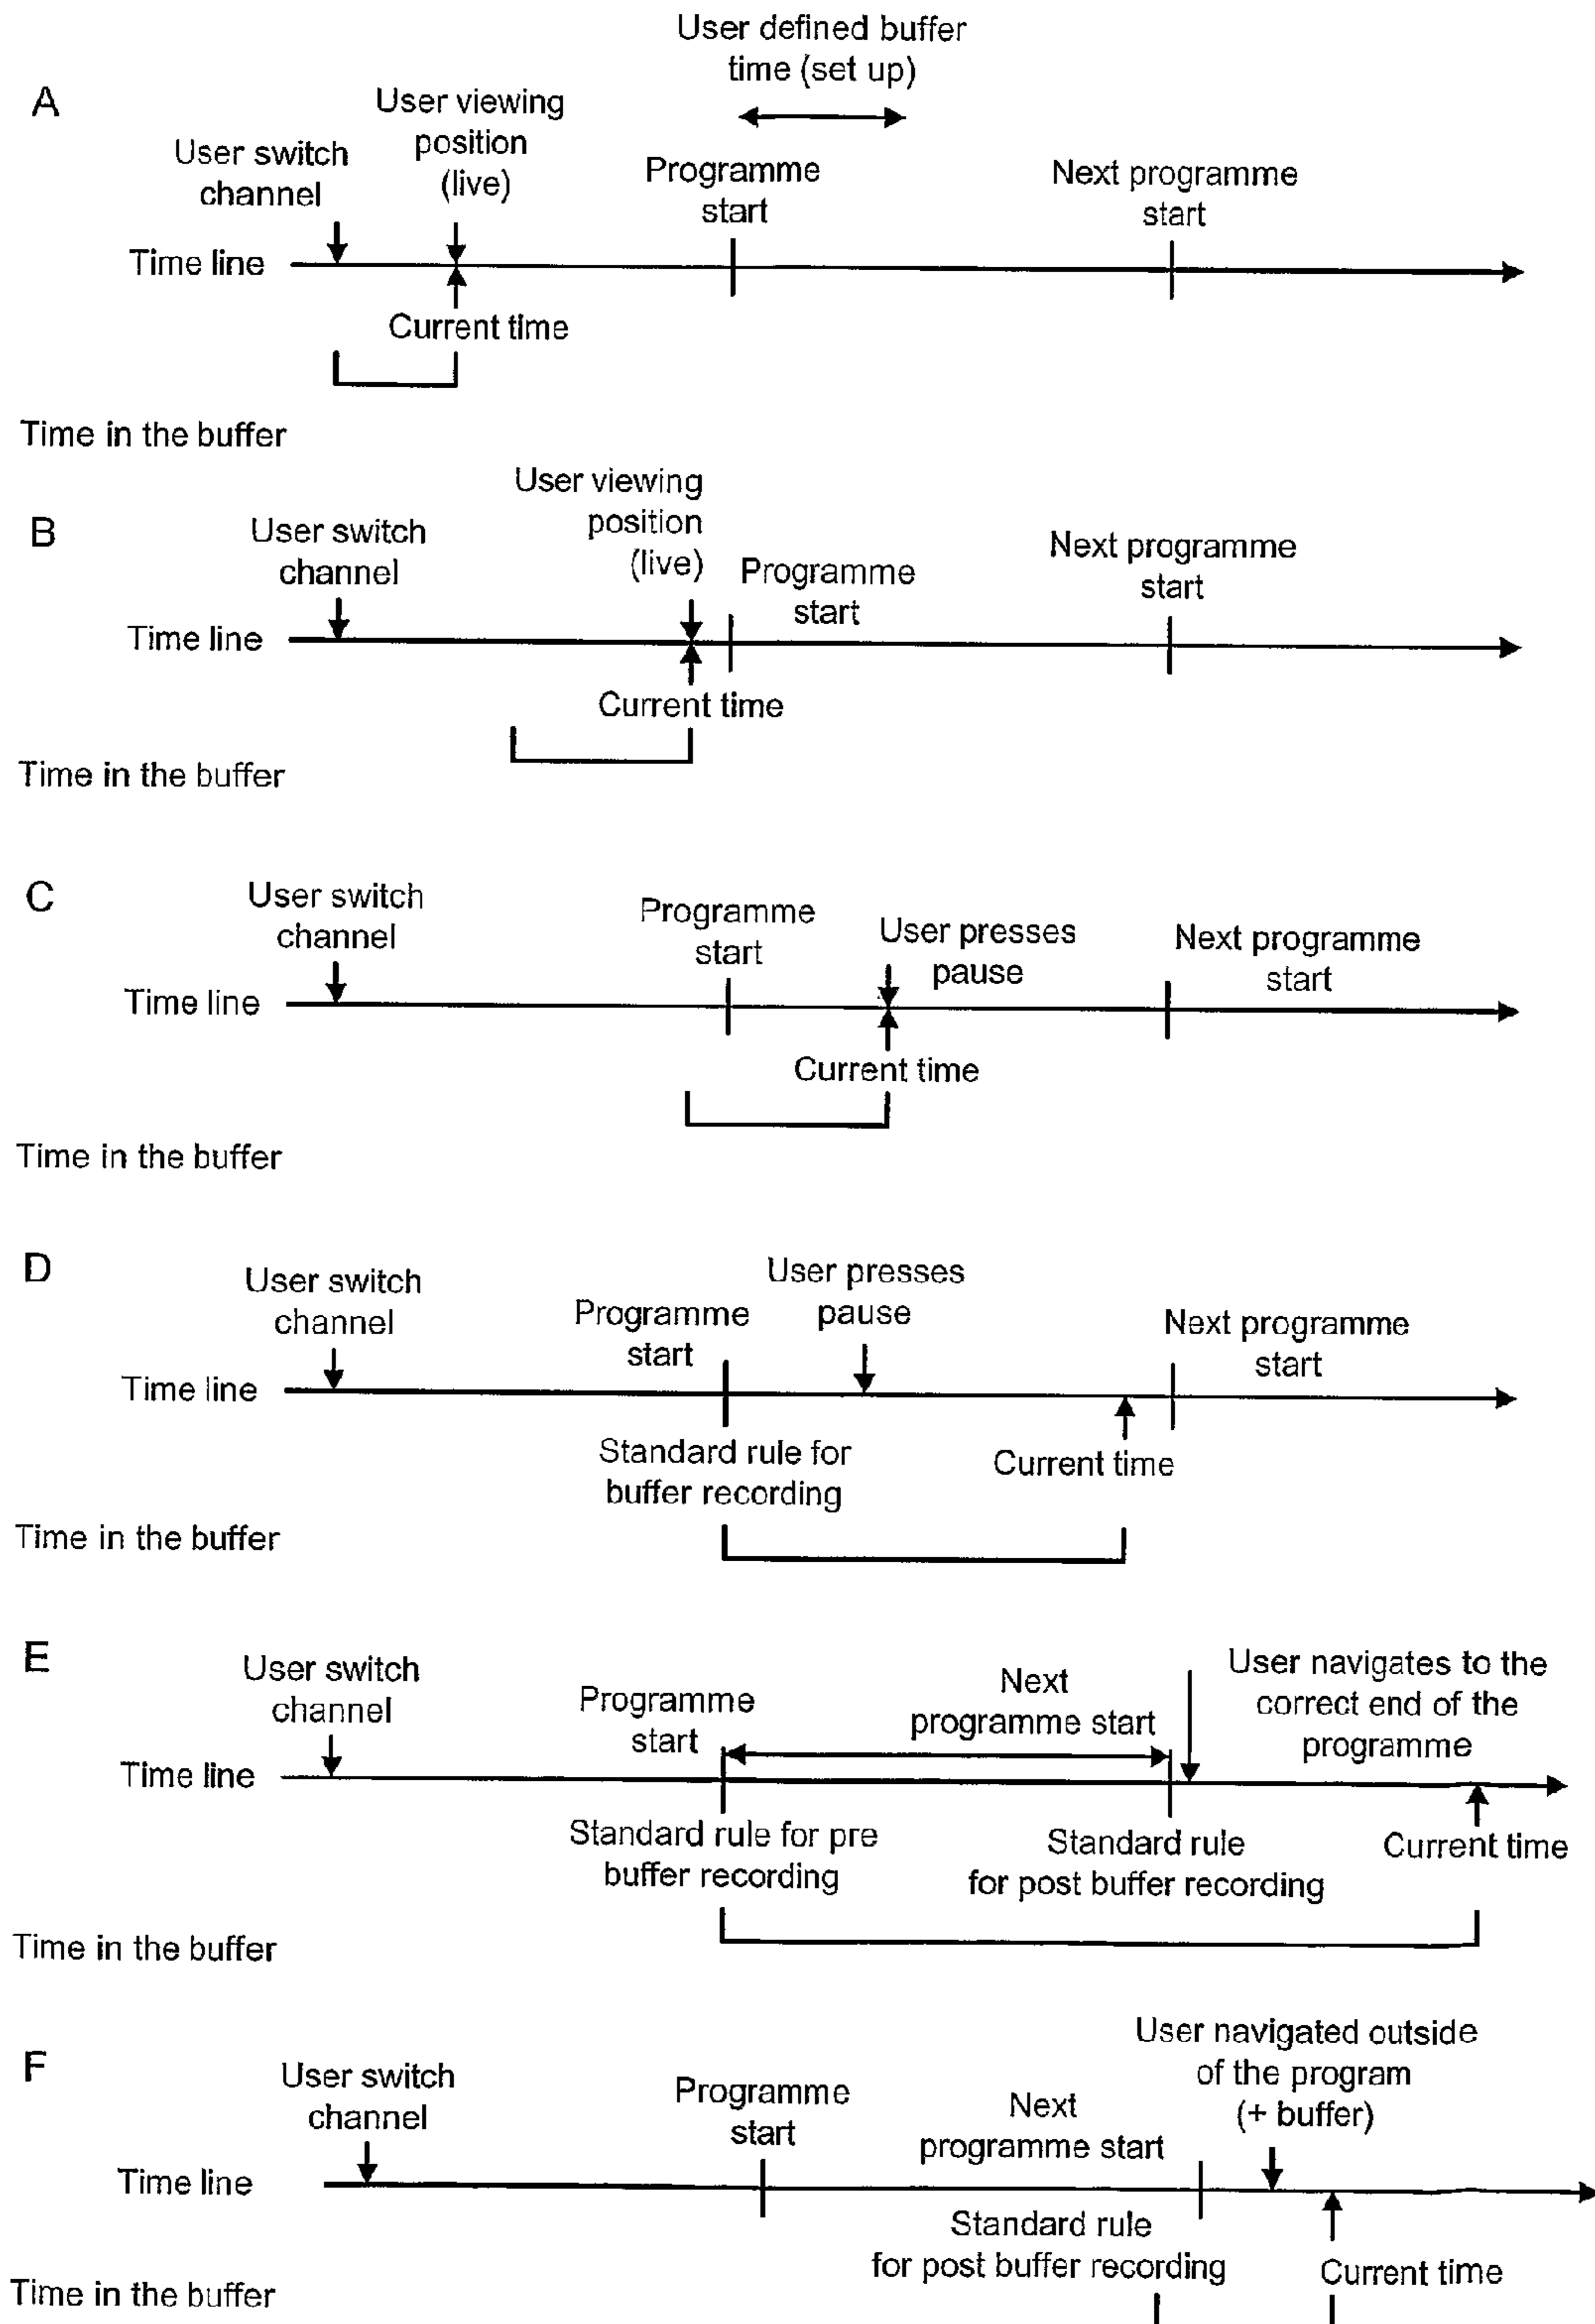 User defined buffer
time (set up)
A
User viewing
position
(live)
User switch
channel
Programme
start
Next programme
start
Time line
Current time
Time in the buffer
User viewing
position
(live)
B
User switch
channel
Programme
start
Next programme
start
Time line
Current time
Time in the buffer
C
User switch
channel
Programme
start
User presses
pause
Next programme
start
Time line
Current time
Time in the buffer
D
User switch
channel
Programme
start
User presses
pause
Next programme
start
Time line
Standard rule for
buffer recording
Current time
Time in the buffer
E
User switch
channel
Programme
start
Next
programme start
User navigates to the
correct end of the
programme
Time line
Standard rule for pre
buffer recording
Standard rule
for post buffer recording
Current time
Time in the buffer
User navigated outside
of the program
(+ buffer)
F
User switch
channel
Programme
start
Next
programme start
Time line
Standard rule
for post buffer recording
Current time
Time in the buffer